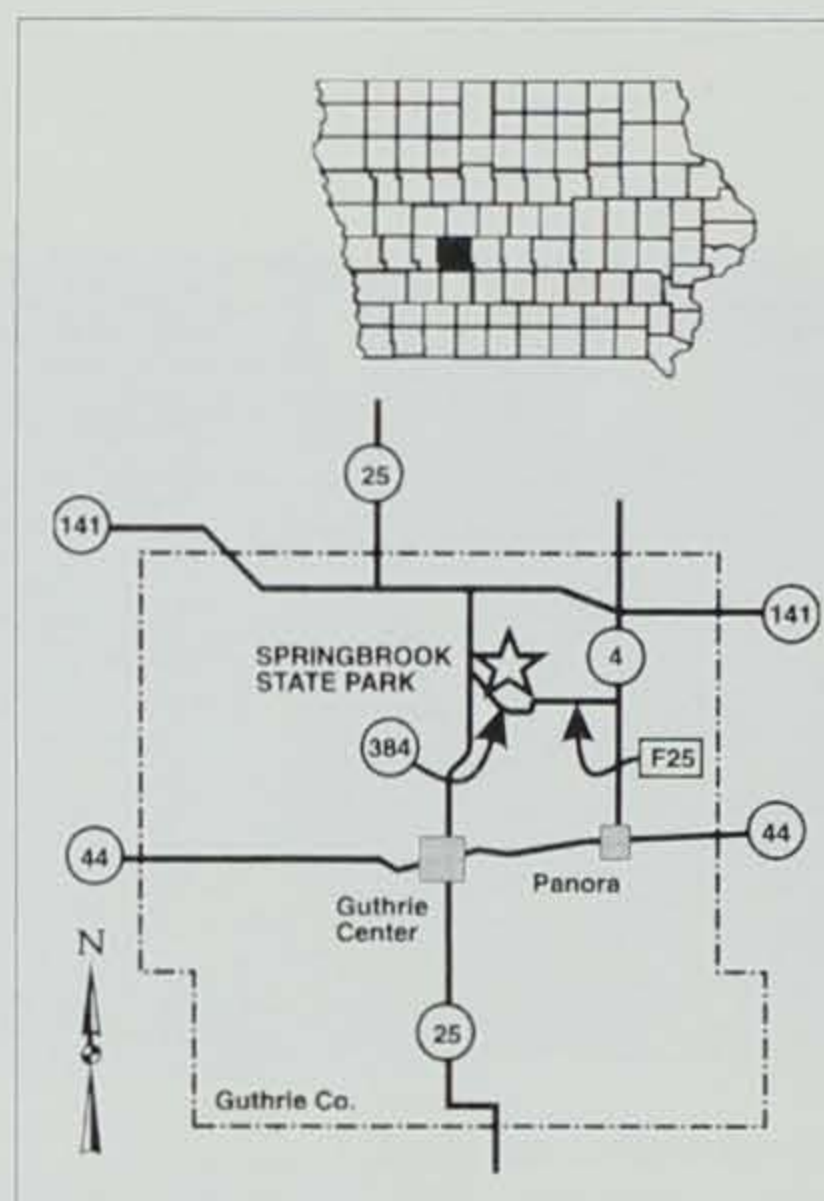 25
141
141
SPRINGBROOK
STATE PARK
4
384
F25
44
44
Guthrie
Center
Panora
N
25
Guthrie Co.